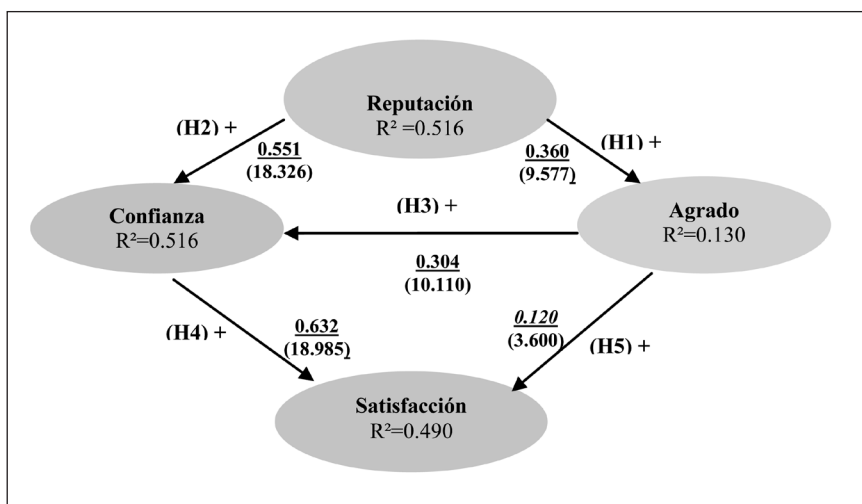 Reputación
R² =0.516
(H2) +
0.551
(18.326)
(H1) +
0.360
(9.577)
Confianza
R²=0.516
(H3) +
0.304
(10.110)
Agrado
R²=0.130
(H4) +
0.632
(18.985)
0.120
(3.600)
(H5) +
Satisfacción
R²=0.490